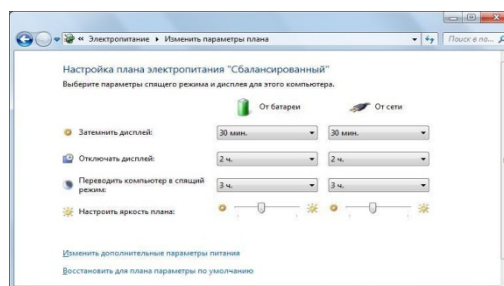 « Электропитание ▸ Изменить параметры плана
Поиск в па...
Настройка плана электропитания "Сбалансированный"
Выберите параметры спящего режима и дисплея для этого компьютера.
От батареи От сети
Затемнить дисплей: 30 мин. 30 мин.
Отключать дисплей: 2 ч. 2 ч.
Переводить компьютер в спящий
режим: 3 ч. 3 ч.
Настроить яркость плана:
Изменить дополнительные параметры питания
Восстановить для плана параметры по умолчанию